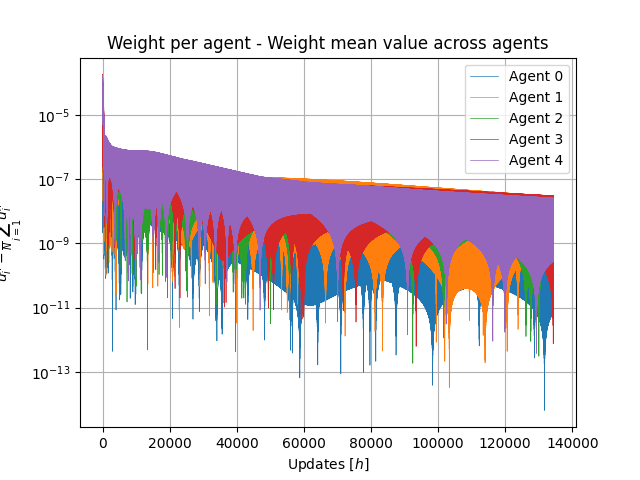 Weight per agent - Weight mean value across agents
Agent 0
Agent 1
Agent 2
Agent 3
Agent 4
10⁻⁵
10⁻⁷
10⁻⁹
10⁻¹¹
10⁻¹³
0
20000
40000
60000
80000
100000
120000
140000
Updates [h]